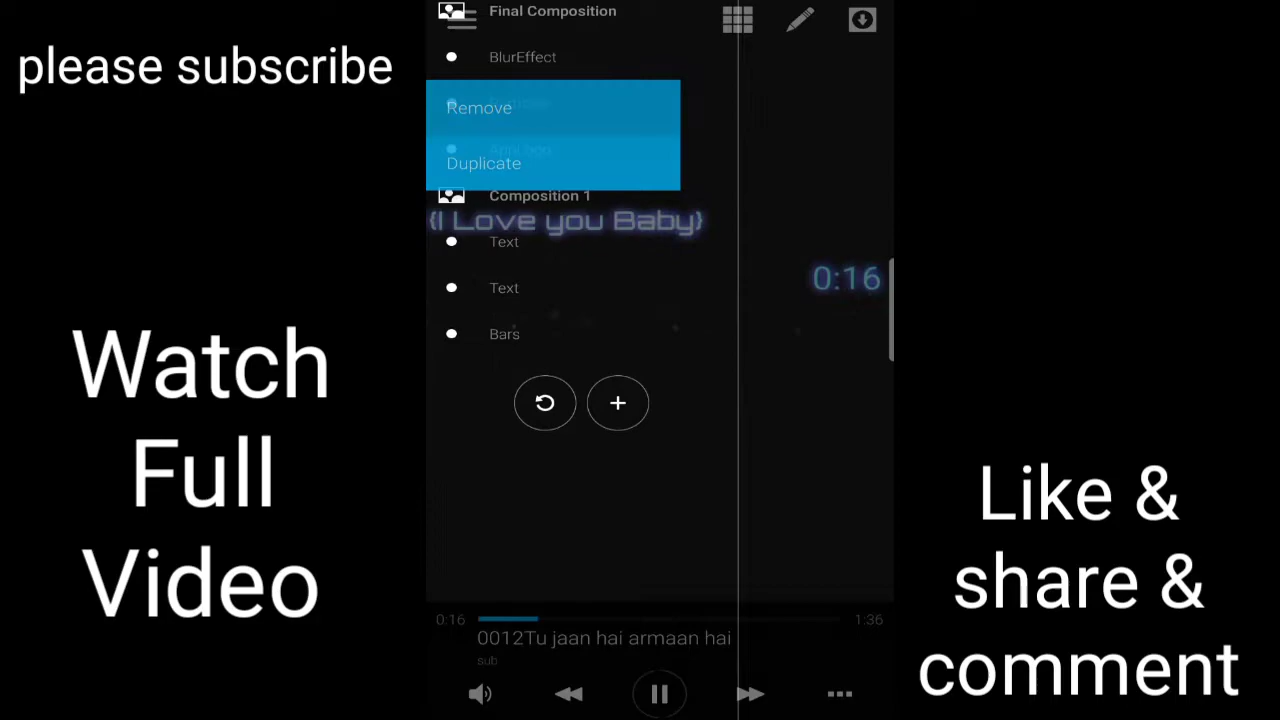 please subscribe
Watch
Full
Video
Final Composition
BlurEffect
Remove
Duplicate
Composition 1
{I Love you Baby}
Text
0:16
Text
Bars
0:16
1:36
0012Tu jaan hai armaan hai
sub
Like &
share &
comment